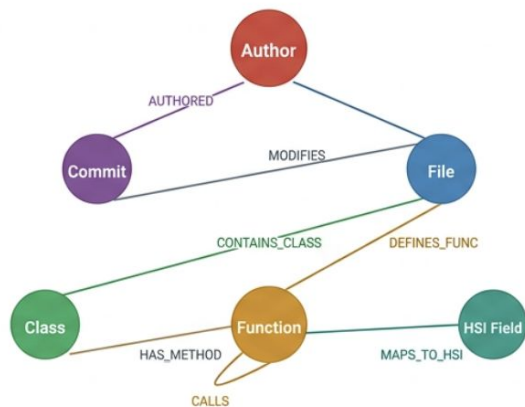 Author
AUTHORED
Commit
MODIFIES
File
CONTAINS_CLASS
DEFINES_FUNC
Class
Function
HSI Field
HAS_METHOD
MAPS_TO_HSI
CALLS